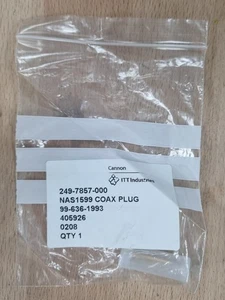 Cannon
ITT Industries
249-7857-000
NAS1599 COAX PLUG
99-636-1993
405926
0208
QTY 1